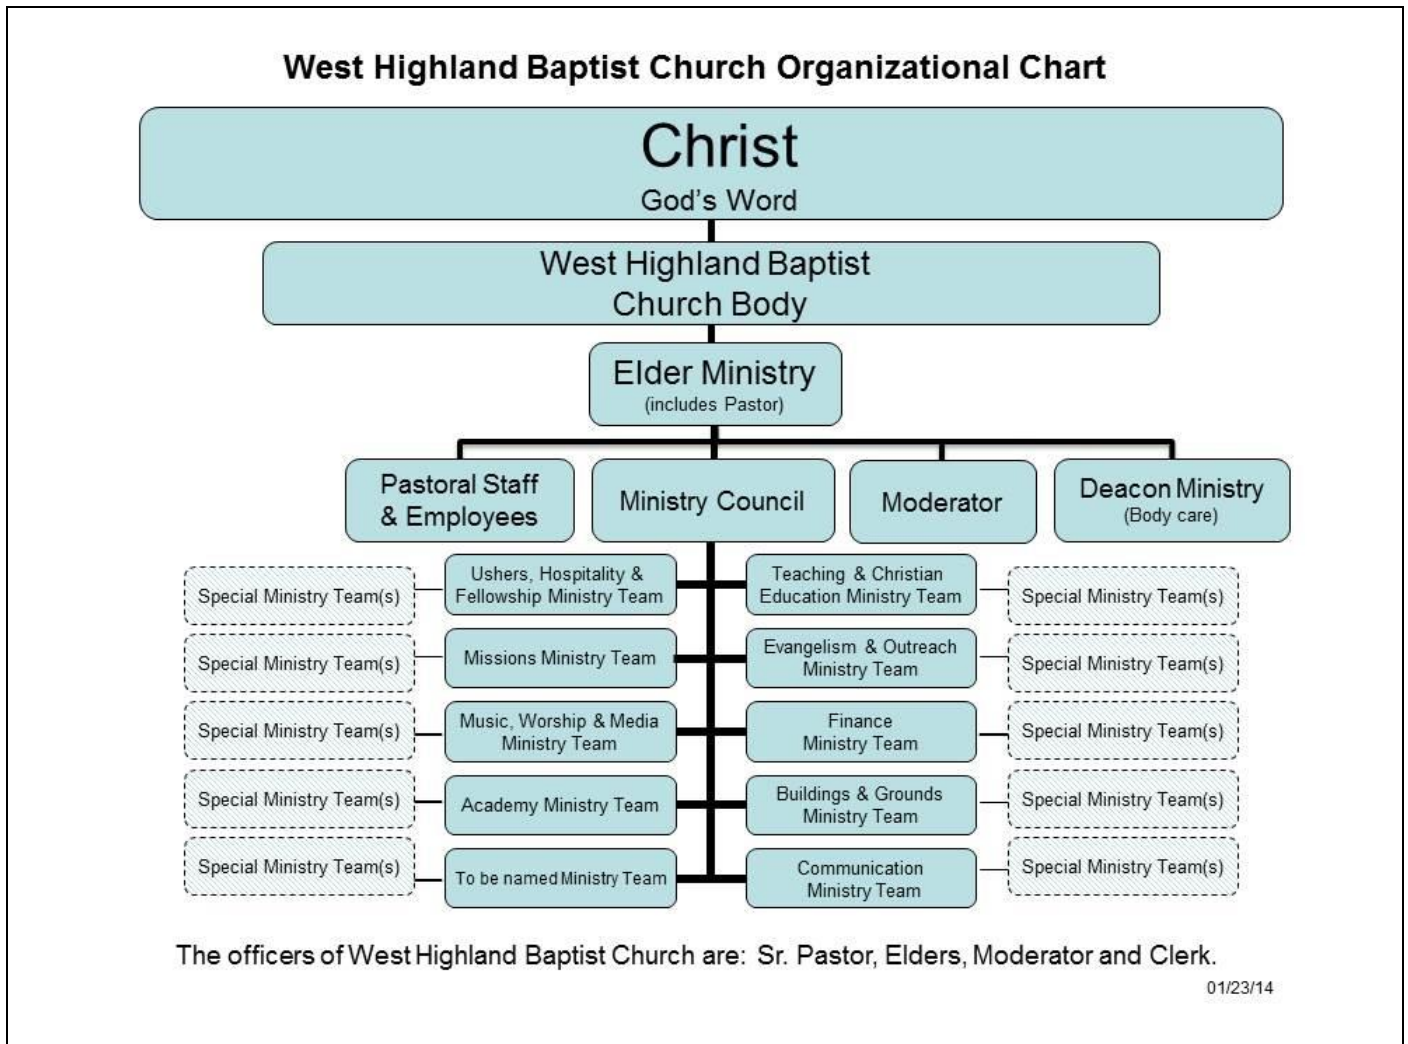 West Highland Baptist Church Organizational Chart
Christ
God's Word
West Highland Baptist
Church Body
Elder Ministry
(includes Pastor)
Pastoral Staff
& Employees
Ministry Council
Moderator
Deacon Ministry
(Body care)
Special Ministry Team(s)
Ushers, Hospitality &
Fellowship Ministry Team
Teaching & Christian
Education Ministry Team
Special Ministry Team(s)
Special Ministry Team(s)
Missions Ministry Team
Evangelism & Outreach
Ministry Team
Special Ministry Team(s)
Special Ministry Team(s)
Music, Worship & Media
Ministry Team
Finance
Ministry Team
Special Ministry Team(s)
Special Ministry Team(s)
Academy Ministry Team
Buildings & Grounds
Ministry Team
Special Ministry Team(s)
Special Ministry Team(s)
To be named Ministry Team
Communication
Ministry Team
Special Ministry Team(s)
The officers of West Highland Baptist Church are: Sr. Pastor, Elders, Moderator and Clerk.
01/23/14